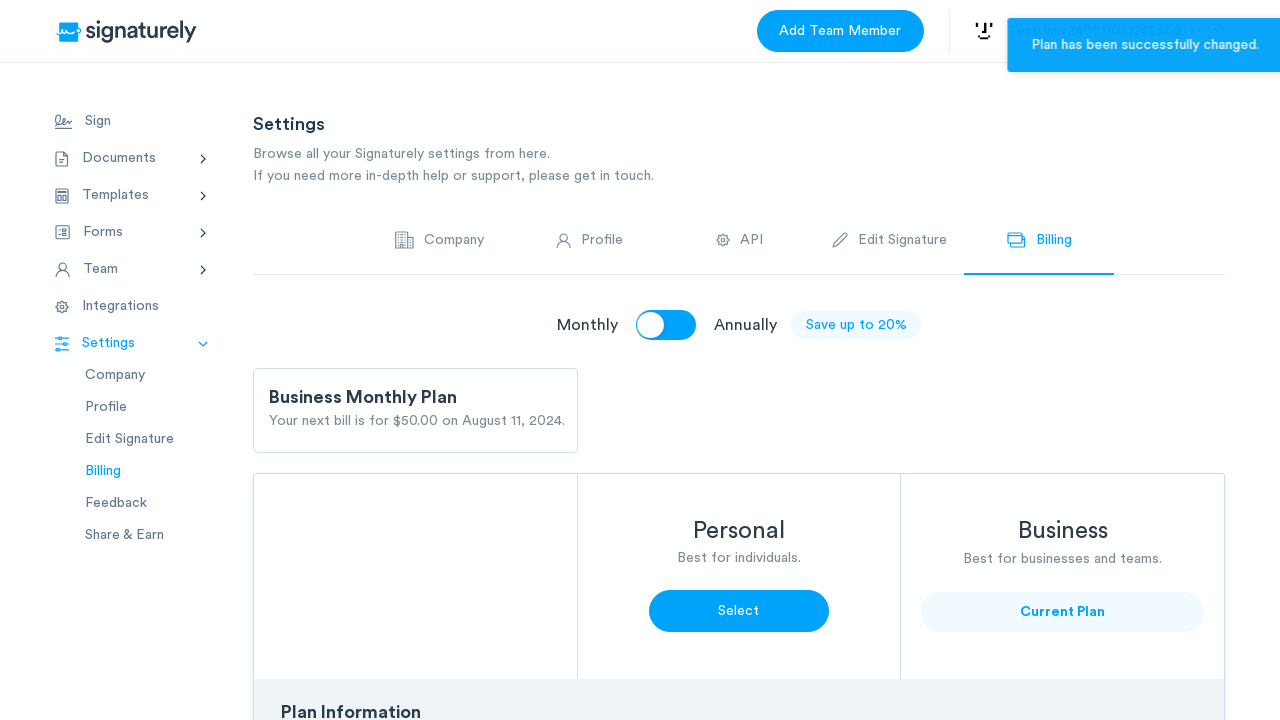 signaturely
Add Team Member
Plan has been successfully changed.
Sign
Documents
Templates
Forms
Team
Integrations
Settings
Company
Profile
Edit Signature
Billing
Feedback
Share & Earn
Settings
Browse all your Signaturely settings from here.
If you need more in-depth help or support, please get in touch.
Company
Profile
API
Edit Signature
Billing
Monthly
Annually
Save up to 20%
Business Monthly Plan
Your next bill is for $50.00 on August 11, 2024.
Personal
Best for individuals.
Select
Business
Best for businesses and teams.
Current Plan
Plan Information